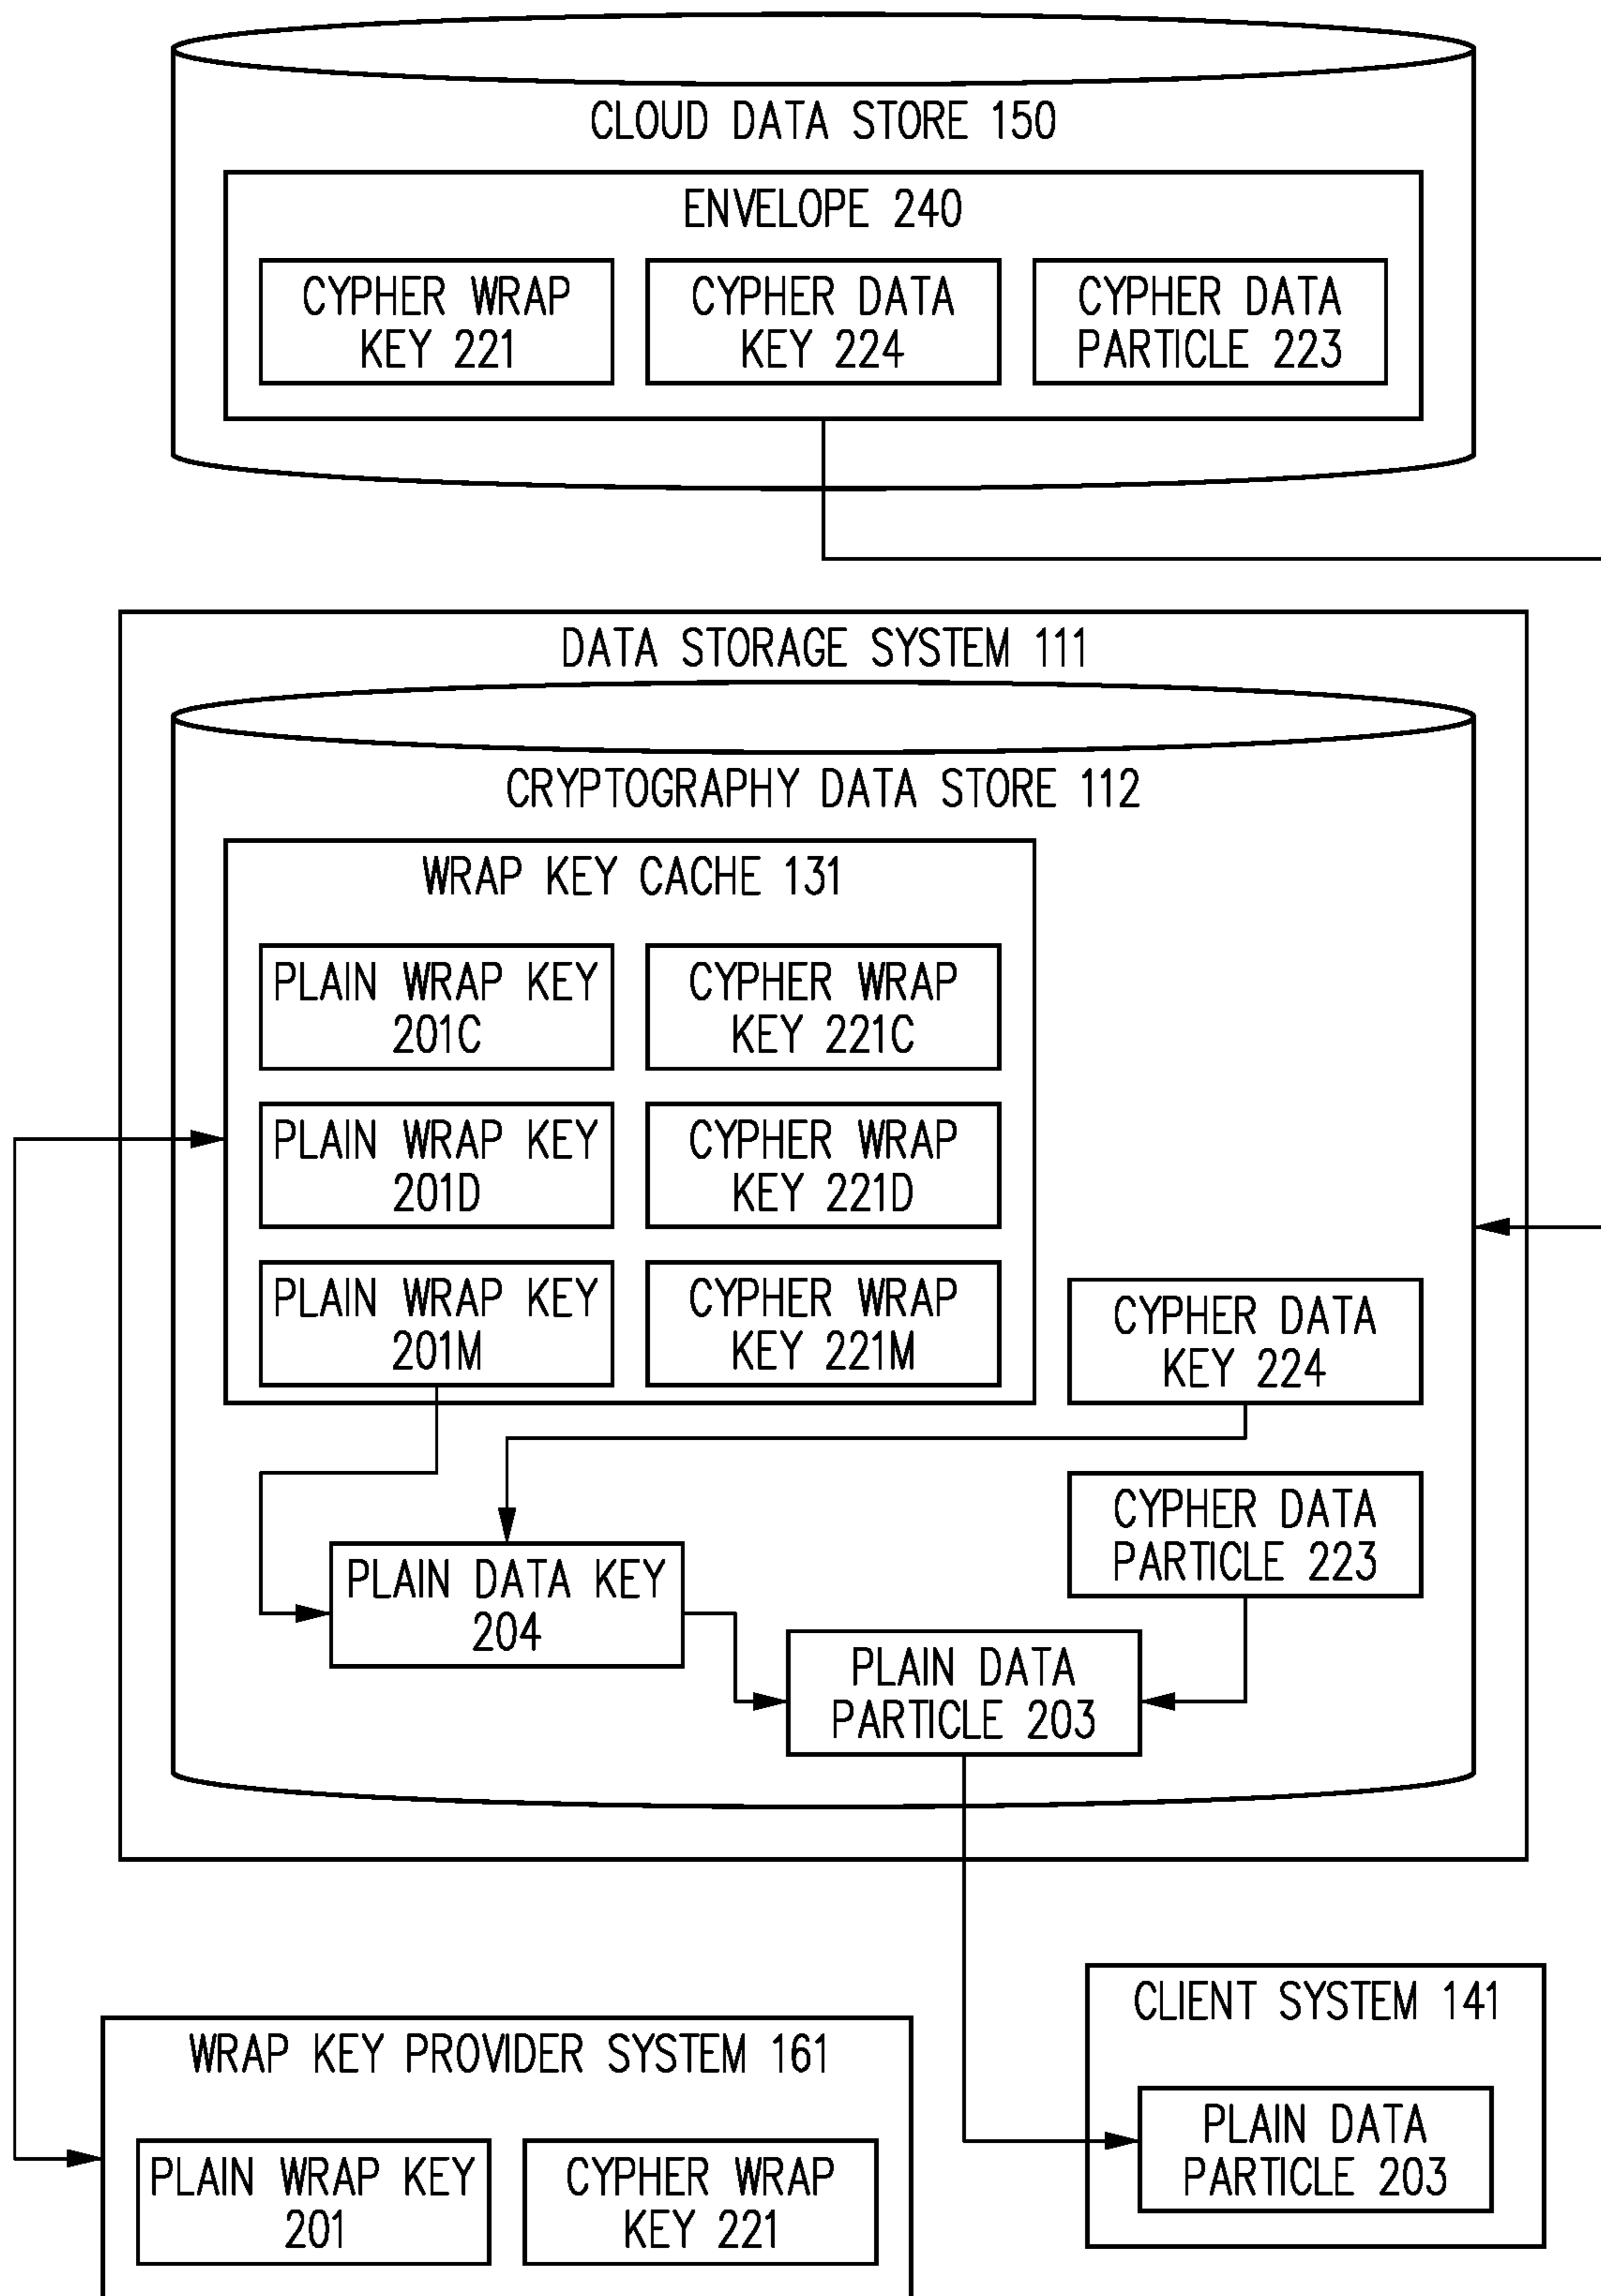 CLOUD DATA STORE 150
ENVELOPE 240
CYPHER WRAP
KEY 221
CYPHER DATA
KEY 224
CYPHER DATA
PARTICLE 223
DATA STORAGE SYSTEM 111
CRYPTOGRAPHY DATA STORE 112
WRAP KEY CACHE 131
PLAIN WRAP KEY
201C
CYPHER WRAP
KEY 221C
PLAIN WRAP KEY
201D
CYPHER WRAP
KEY 221D
PLAIN WRAP KEY
201M
CYPHER WRAP
KEY 221M
CYPHER DATA
KEY 224
CYPHER DATA
PARTICLE 223
PLAIN DATA KEY
204
PLAIN DATA
PARTICLE 203
CLIENT SYSTEM 141
PLAIN DATA
PARTICLE 203
WRAP KEY PROVIDER SYSTEM 161
PLAIN WRAP KEY
201
CYPHER WRAP
KEY 221